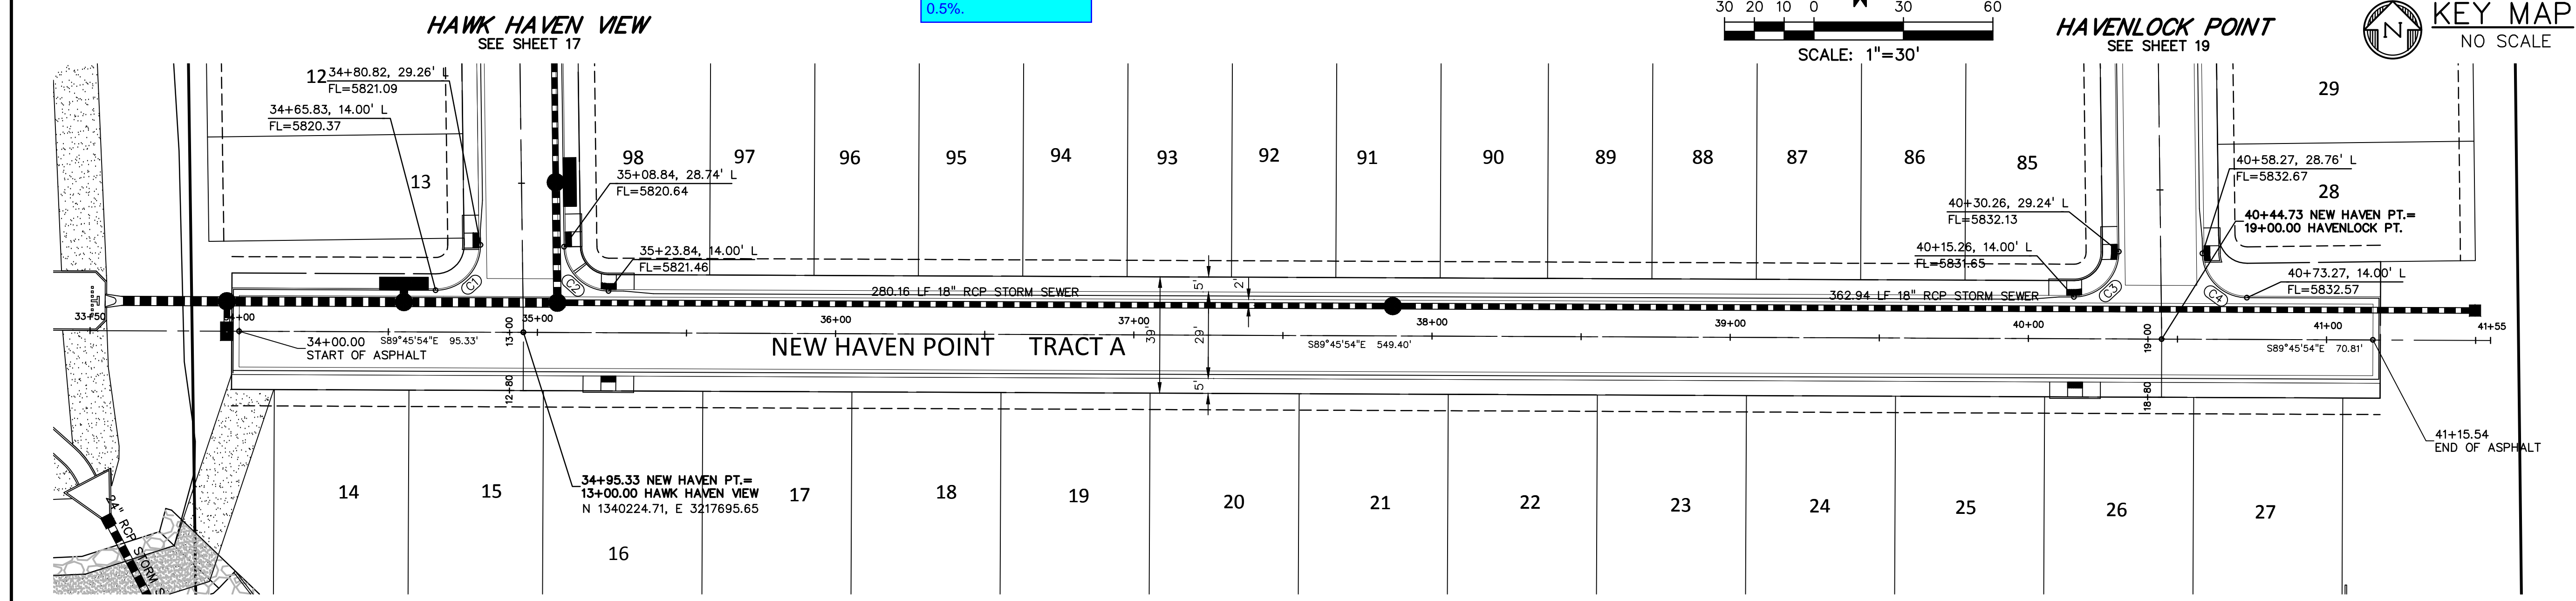 0.5%.
HAWK HAVEN VIEW
SEE SHEET 17
30 20 10 0 30 60
SCALE: 1"=30'
HAVENLOCK POINT
SEE SHEET 19
N
KEY MAP
NO SCALE
12
34+80.82, 29.26' L
FL=5821.09
34+65.83, 14.00' L
FL=5820.37
13
98
97
96
95
94
93
92
91
90
89
88
87
86
85
29
28
35+08.84, 28.74' L
FL=5820.64
35+23.84, 14.00' L
FL=5821.46
40+30.26, 29.24' L
FL=5832.13
40+15.26, 14.00' L
FL=5831.65
40+58.27, 28.76' L
FL=5832.67
40+44.73 NEW HAVEN PT.=
19+00.00 HAVENLOCK PT.
40+73.27, 14.00' L
FL=5832.57
C1
C2
C3
C4
280.16 LF 18" RCP STORM SEWER
362.94 LF 18" RCP STORM SEWER
5'
2'
39'
29'
5'
33+50
34+00
35+00
36+00
37+00
38+00
39+00
40+00
41+00
41+55
13+00
12+80
19+00
18+80
34+00.00
START OF ASPHALT
S89°45'54"E 95.33'
NEW HAVEN POINT TRACT A
S89°45'54"E 549.40'
S89°45'54"E 70.81'
41+15.54
END OF ASPHALT
34+95.33 NEW HAVEN PT.=
13+00.00 HAWK HAVEN VIEW
N 1340224.71, E 3217695.65
14
15
16
17
18
19
20
21
22
23
24
25
26
27
24" RCP STORM S